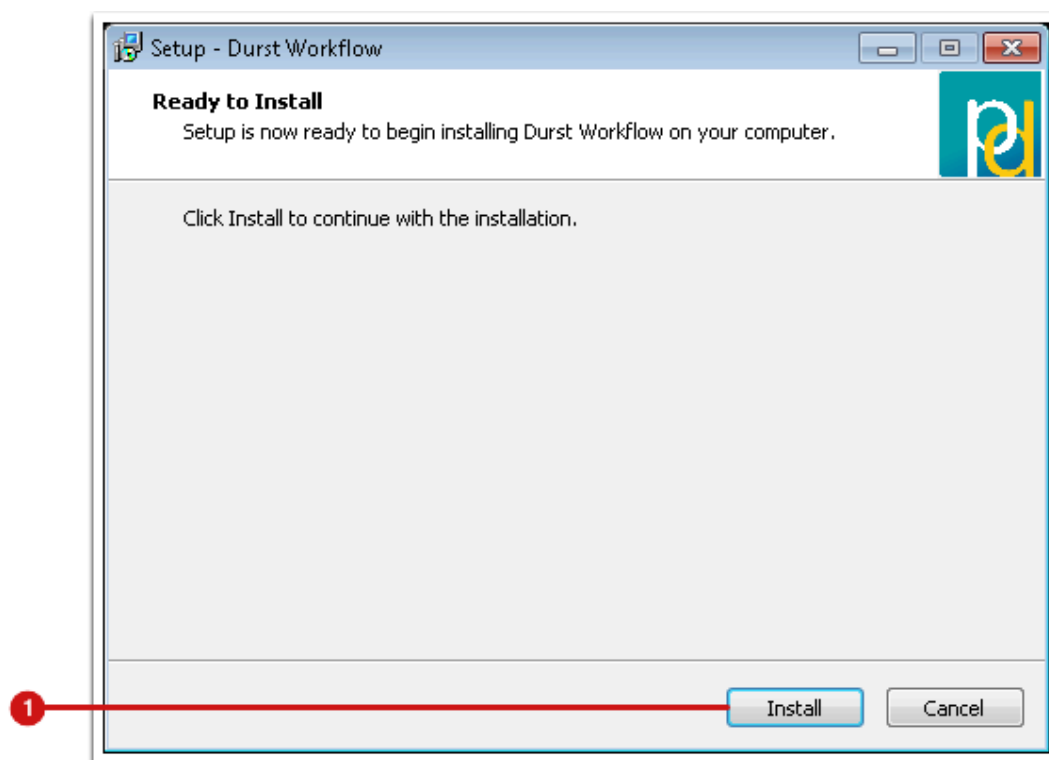 Setup - Durst Workflow
Ready to Install
Setup is now ready to begin installing Durst Workflow on your computer.
pd
Click Install to continue with the installation.
1
Install
Cancel